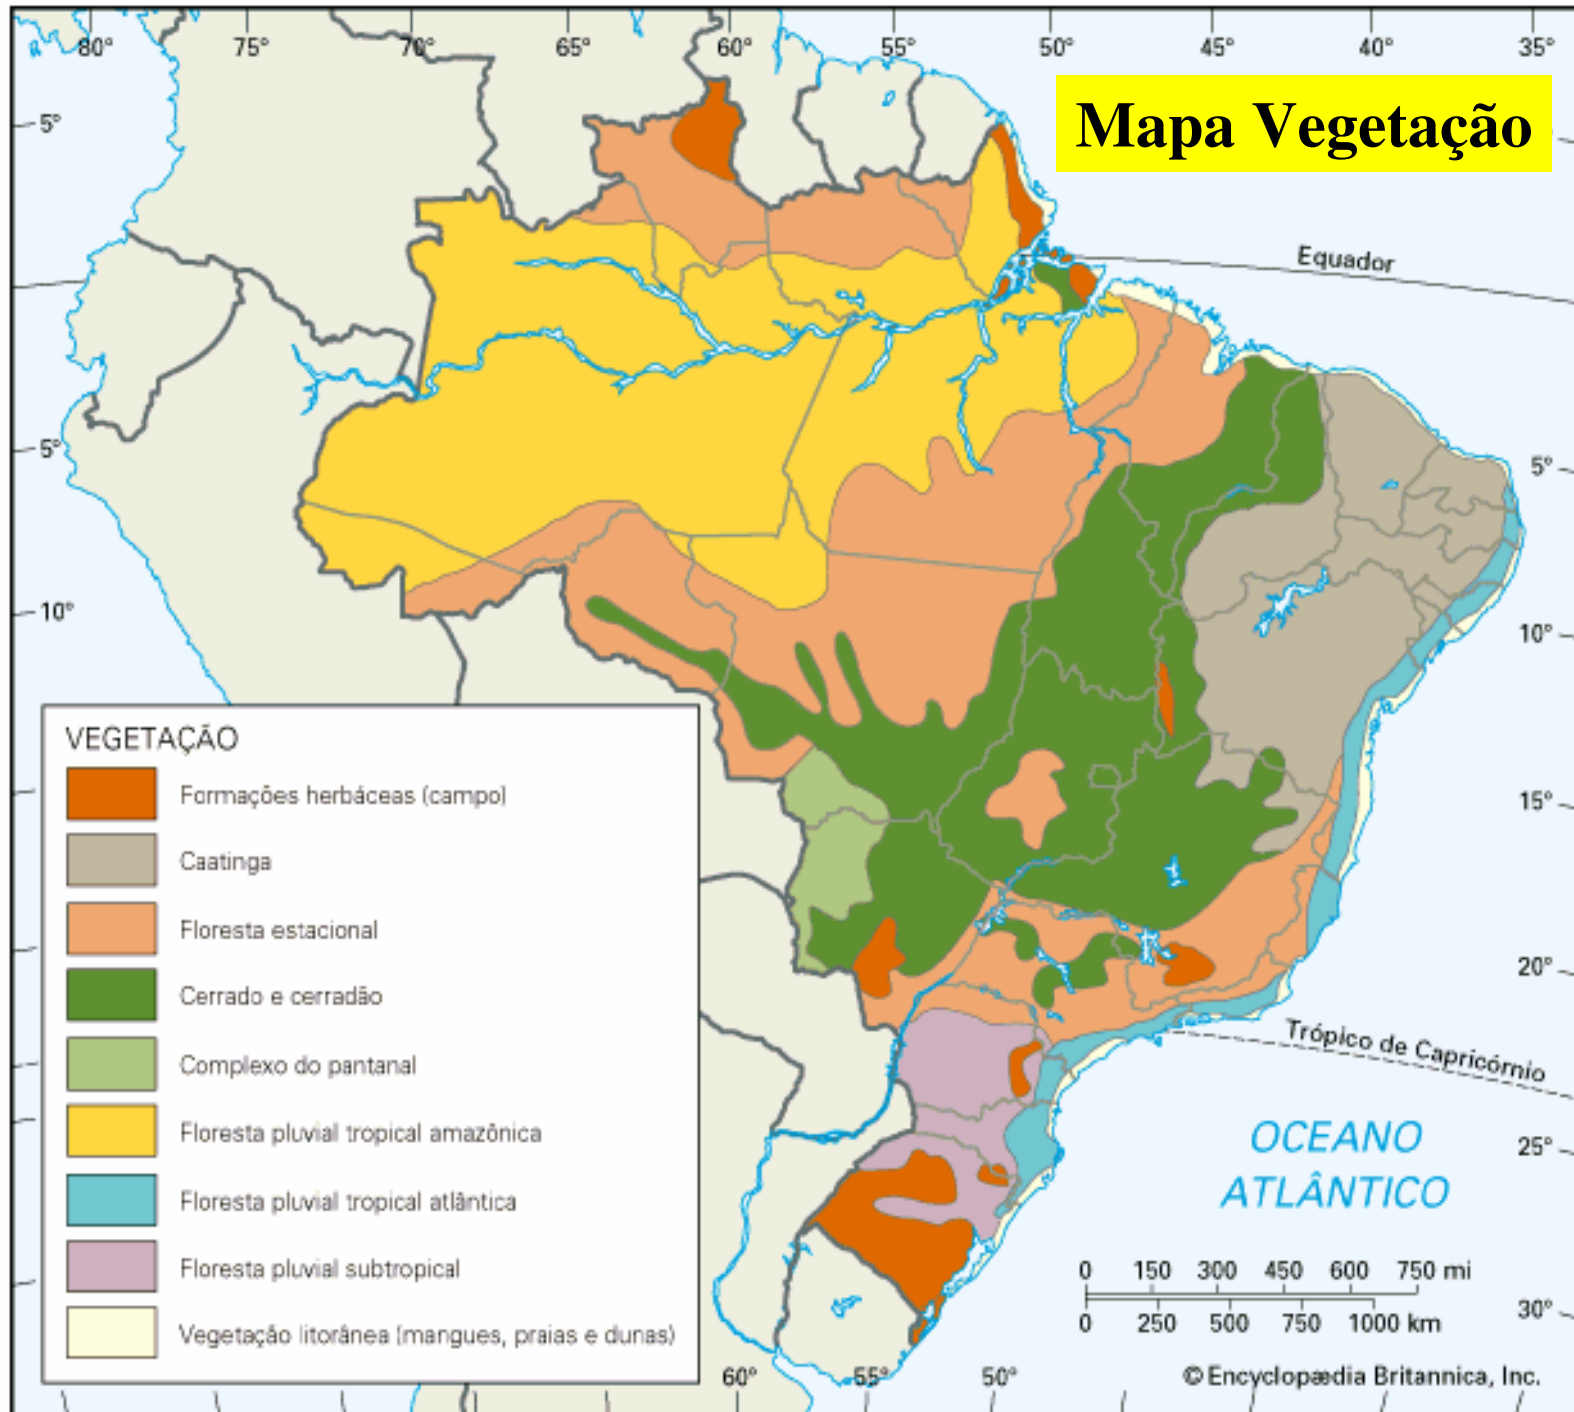 80° 75° 70° 65° 60° 55° 50° 45° 40° 35°
Mapa Vegetação
5°
Equador
5°
5°
10°
10°
15°
20°
Trópico de Capricórnio
25°
30°
OCEANO
ATLÂNTICO
VEGETAÇÃO
Formações herbáceas (campo)
Caatinga
Floresta estacional
Cerrado e cerradão
Complexo do pantanal
Floresta pluvial tropical amazônica
Floresta pluvial tropical atlântica
Floresta pluvial subtropical
Vegetação litorânea (mangues, praias e dunas)
0 150 300 450 600 750 mi
0 250 500 750 1000 km
60° 55° 50°
© Encyclopædia Britannica, Inc.